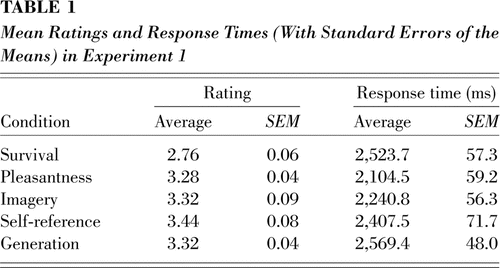 TABLE 1
Mean Ratings and Response Times (With Standard Errors of the
Means) in Experiment 1
Rating Response time (ms)
Condition Average SEM Average SEM
Survival 2.76 0.06 2,523.7 57.3
Pleasantness 3.28 0.04 2,104.5 59.2
Imagery 3.32 0.09 2,240.8 56.3
Self-reference 3.44 0.08 2,407.5 71.7
Generation 3.32 0.04 2,569.4 48.0